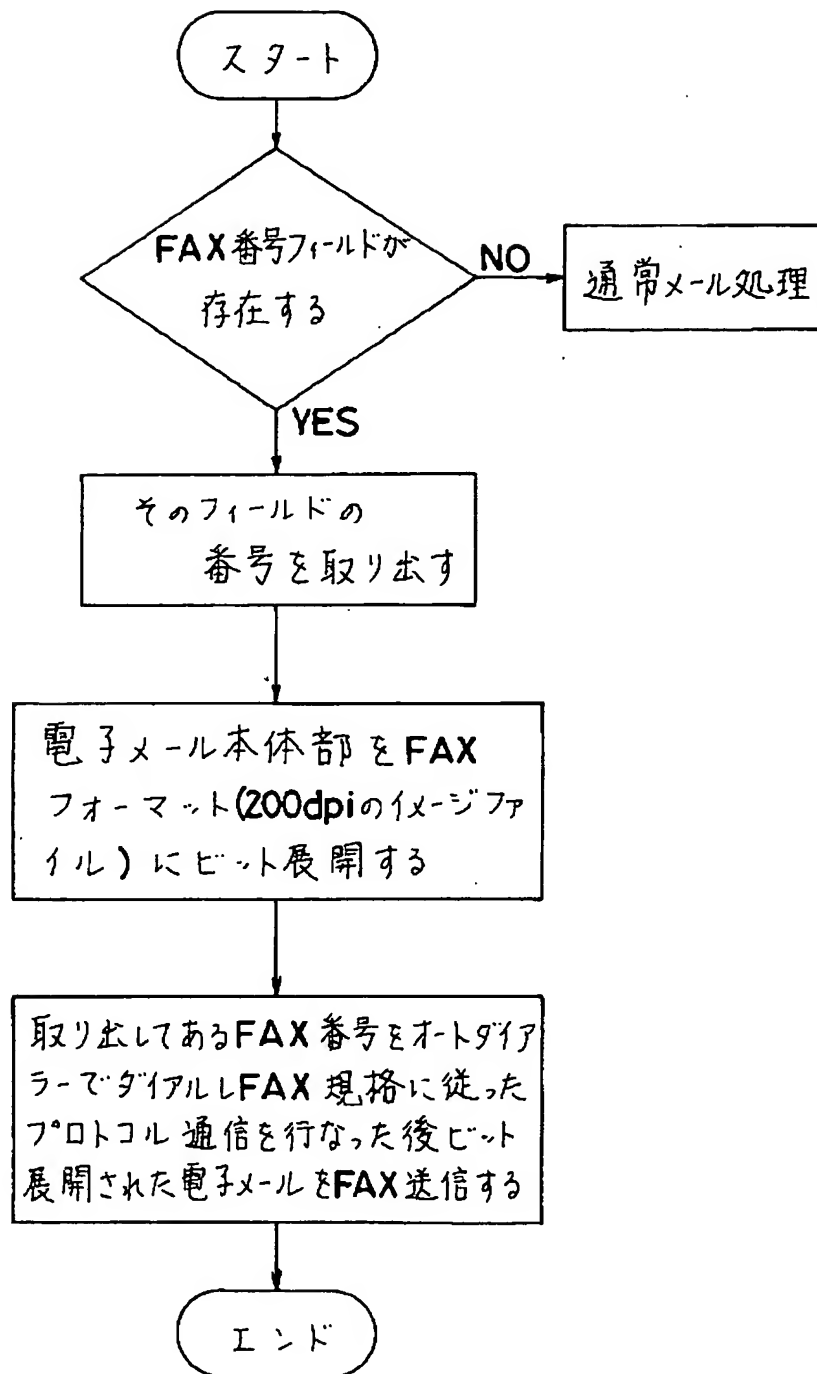 スタート
FAX番号フィールドが
存在する
NO
通常メール処理
YES
そのフィールドの
番号を取り出す
電子メール本体部をFAX
フォーマット(200dpiのイメージファ
イル)にビット展開する
取り出してあるFAX番号をオートダイア
ラーでダイアルしFAX規格に従った
プロトコル通信を行なった後ビット
展開された電子メールをFAX送信する
エンド